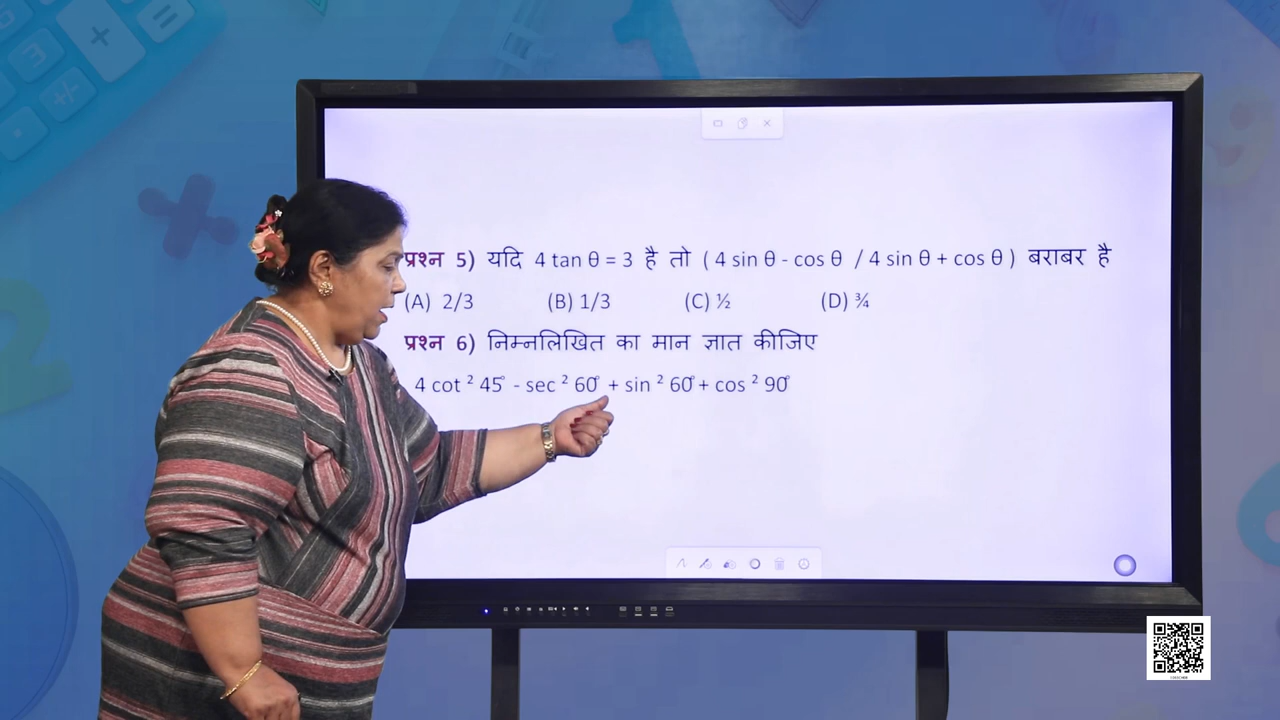 प्रश्न 5) यदि 4 tan θ = 3 है तो ( 4 sin θ - cos θ / 4 sin θ + cos θ ) बराबर है
(A) 2/3 (B) 1/3 (C) ½ (D) ¾
प्रश्न 6) निम्नलिखित का मान ज्ञात कीजिए
4 cot ² 45° - sec ² 60° + sin ² 60° + cos ² 90°